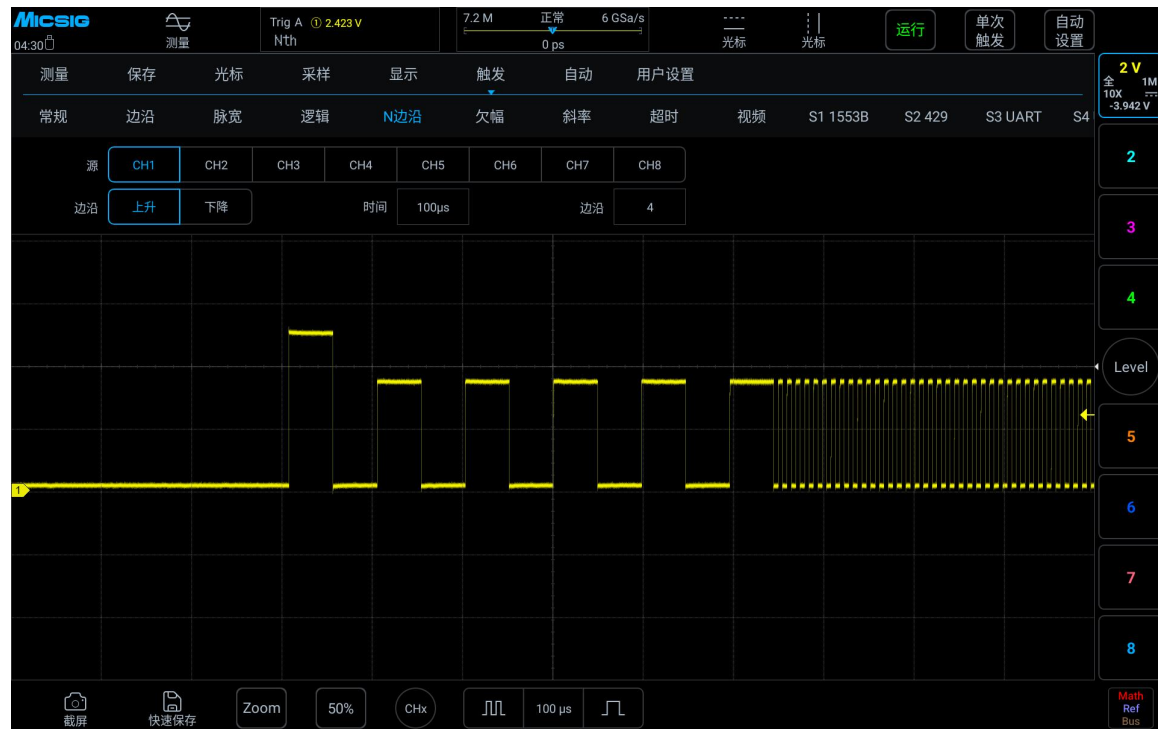 Micsig
04:30
测量
Trig A ① 2.423 V
Nth
7.2 M 正常 6 GSa/s
0 ps
光标
光标
运行
单次
触发
自动
设置
测量 保存 光标 采样 显示 触发 自动 用户设置
常规 边沿 脉宽 逻辑 N边沿 欠幅 斜率 超时 视频 S1 1553B S2 429 S3 UART S4
源 CH1 CH2 CH3 CH4 CH5 CH6 CH7 CH8
边沿 上升 下降 时间 100μs 边沿 4
2 V
全 1M
10X
-3.942 V
2
3
4
Level
5
6
7
8
1
截屏
快速保存
Zoom
50%
CHx
100 μs
Math
Ref
Bus